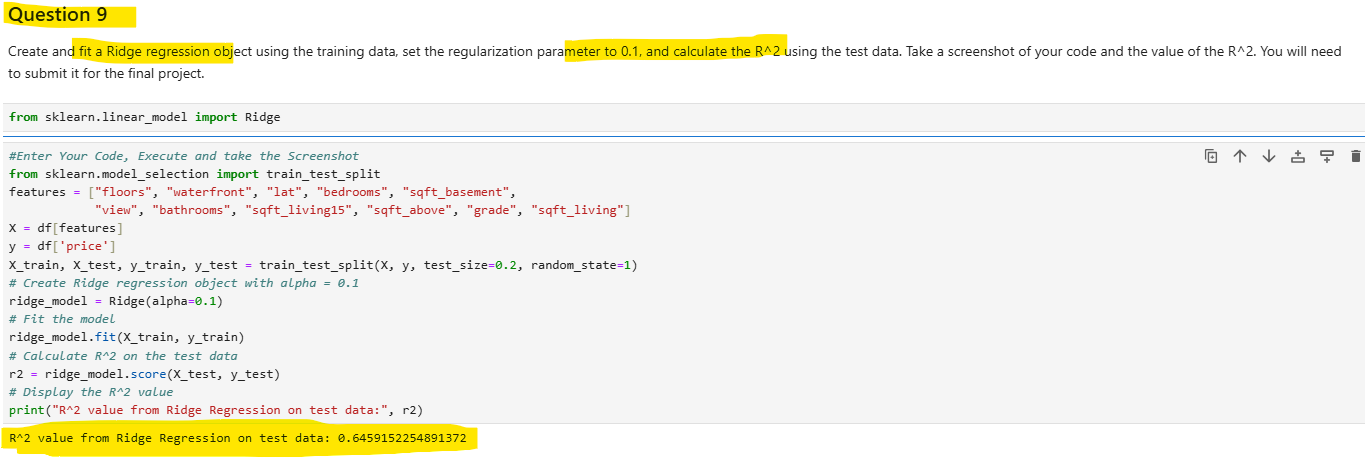 Question 9
Create and fit a Ridge regression object using the training data, set the regularization parameter to 0.1, and calculate the R^2 using the test data. Take a screenshot of your code and the value of the R^2. You will need
to submit it for the final project.
from sklearn.linear_model import Ridge
#Enter Your Code, Execute and take the Screenshot
from sklearn.model_selection import train_test_split
features = ["floors", "waterfront", "lat", "bedrooms", "sqft_basement",
            "view", "bathrooms", "sqft_living15", "sqft_above", "grade", "sqft_living"]
X = df[features]
y = df['price']
X_train, X_test, y_train, y_test = train_test_split(X, y, test_size=0.2, random_state=1)
# Create Ridge regression object with alpha = 0.1
ridge_model = Ridge(alpha=0.1)
# Fit the model
ridge_model.fit(X_train, y_train)
# Calculate R^2 on the test data
r2 = ridge_model.score(X_test, y_test)
# Display the R^2 value
print("R^2 value from Ridge Regression on test data:", r2)
R^2 value from Ridge Regression on test data: 0.6459152254891372